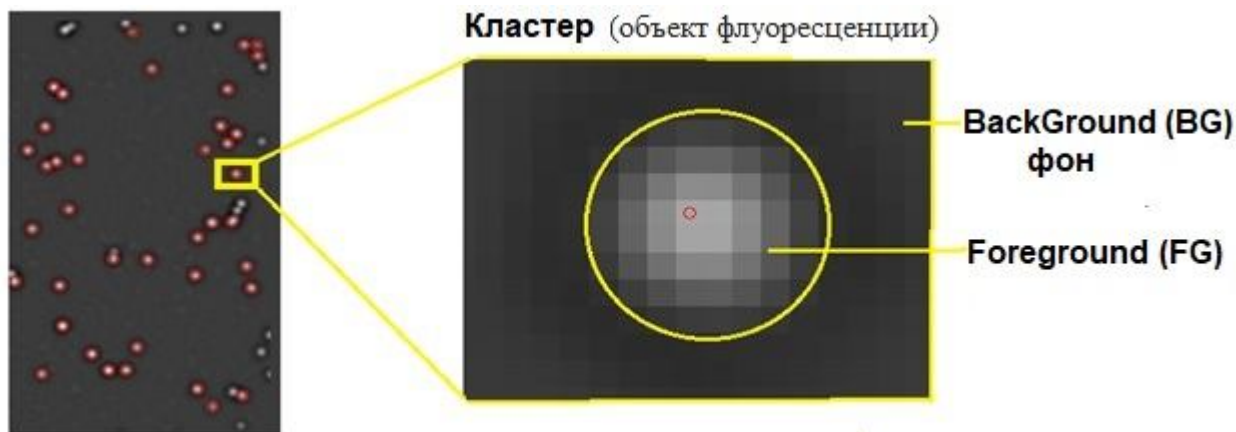 Кластер (объект флуоресценции)
BackGround (BG)
фон
Foreground (FG)